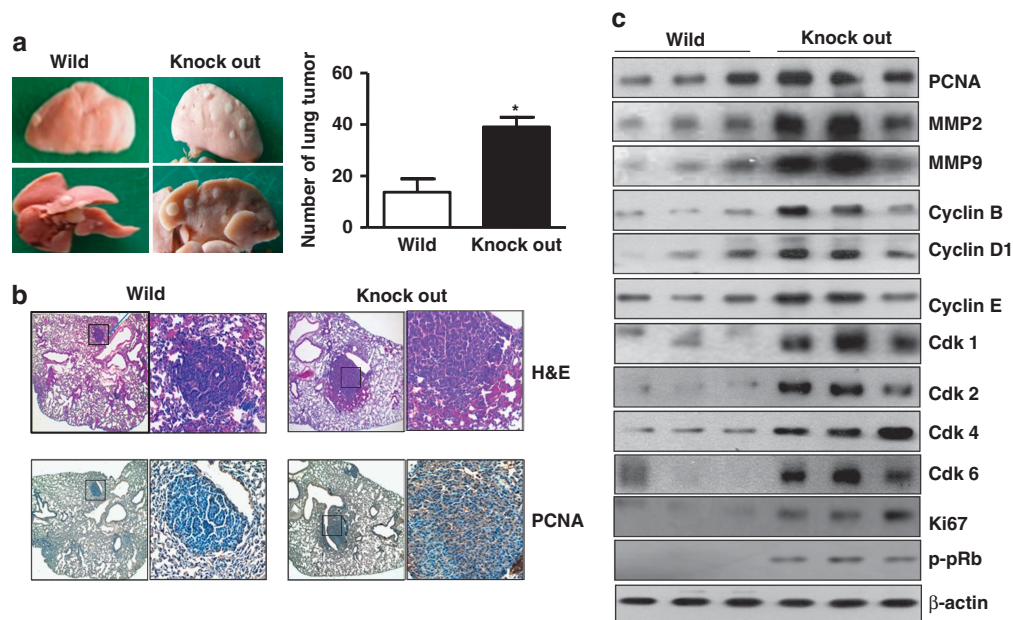 a
Wild
Knock out
Number of lung tumor
60
40
20
0
*
Wild
Knock out
b
Wild
Knock out
H&E
PCNA
c
Wild
Knock out
PCNA
MMP2
MMP9
Cyclin B
Cyclin D1
Cyclin E
Cdk 1
Cdk 2
Cdk 4
Cdk 6
Ki67
p-pRb
β-actin